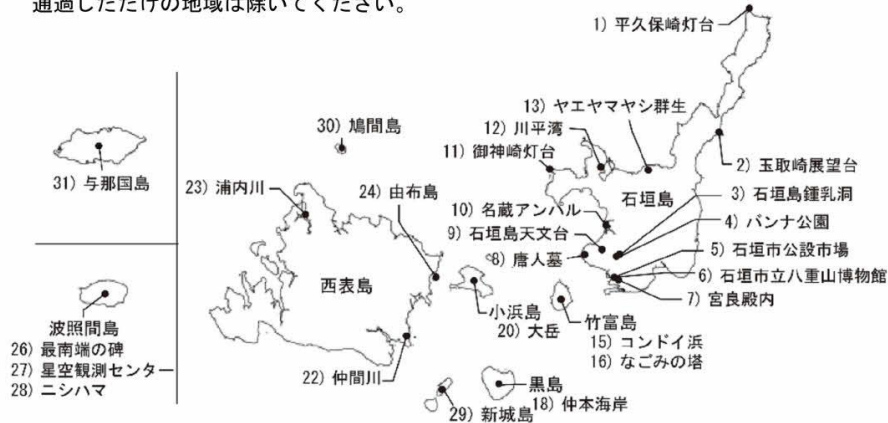 通過しただけの地域は除いてください。
1) 平久保崎灯台
13) ヤエヤマヤシ群生
12) 川平湾
11) 御神崎灯台
2) 玉取崎展望台
石垣島
3) 石垣島鍾乳洞
4) バンナ公園
10) 名蔵アンパル
9) 石垣島天文台
8) 唐人墓
5) 石垣市公設市場
6) 石垣市立八重山博物館
7) 宮良殿内
30) 鳩間島
31) 与那国島
23) 浦内川
24) 由布島
西表島
小浜島
20) 大岳
竹富島
15) コンドイ浜
16) なごみの塔
波照間島
26) 最南端の碑
27) 星空観測センター
28) ニシハマ
22) 仲間川
黒島
18) 仲本海岸
29) 新城島